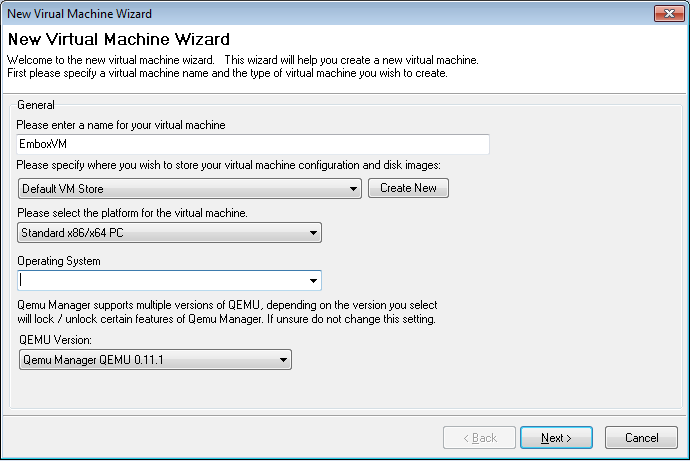 New Virual Machine Wizard
New Virtual Machine Wizard
Welcome to the new virtual machine wizard. This wizard will help you create a new virtual machine.
First please specify a virtual machine name and the type of virtual machine you wish to create.
General
Please enter a name for your virtual machine
EmboxVM
Please specify where you wish to store your virtual machine configuration and disk images:
Default VM Store
Create New
Please select the platform for the virtual machine.
Standard x86/x64 PC
Operating System
Qemu Manager supports multiple versions of QEMU, depending on the version you select
will lock / unlock certain features of Qemu Manager. If unsure do not change this setting.
QEMU Version:
Qemu Manager QEMU 0.11.1
< Back
Next >
Cancel